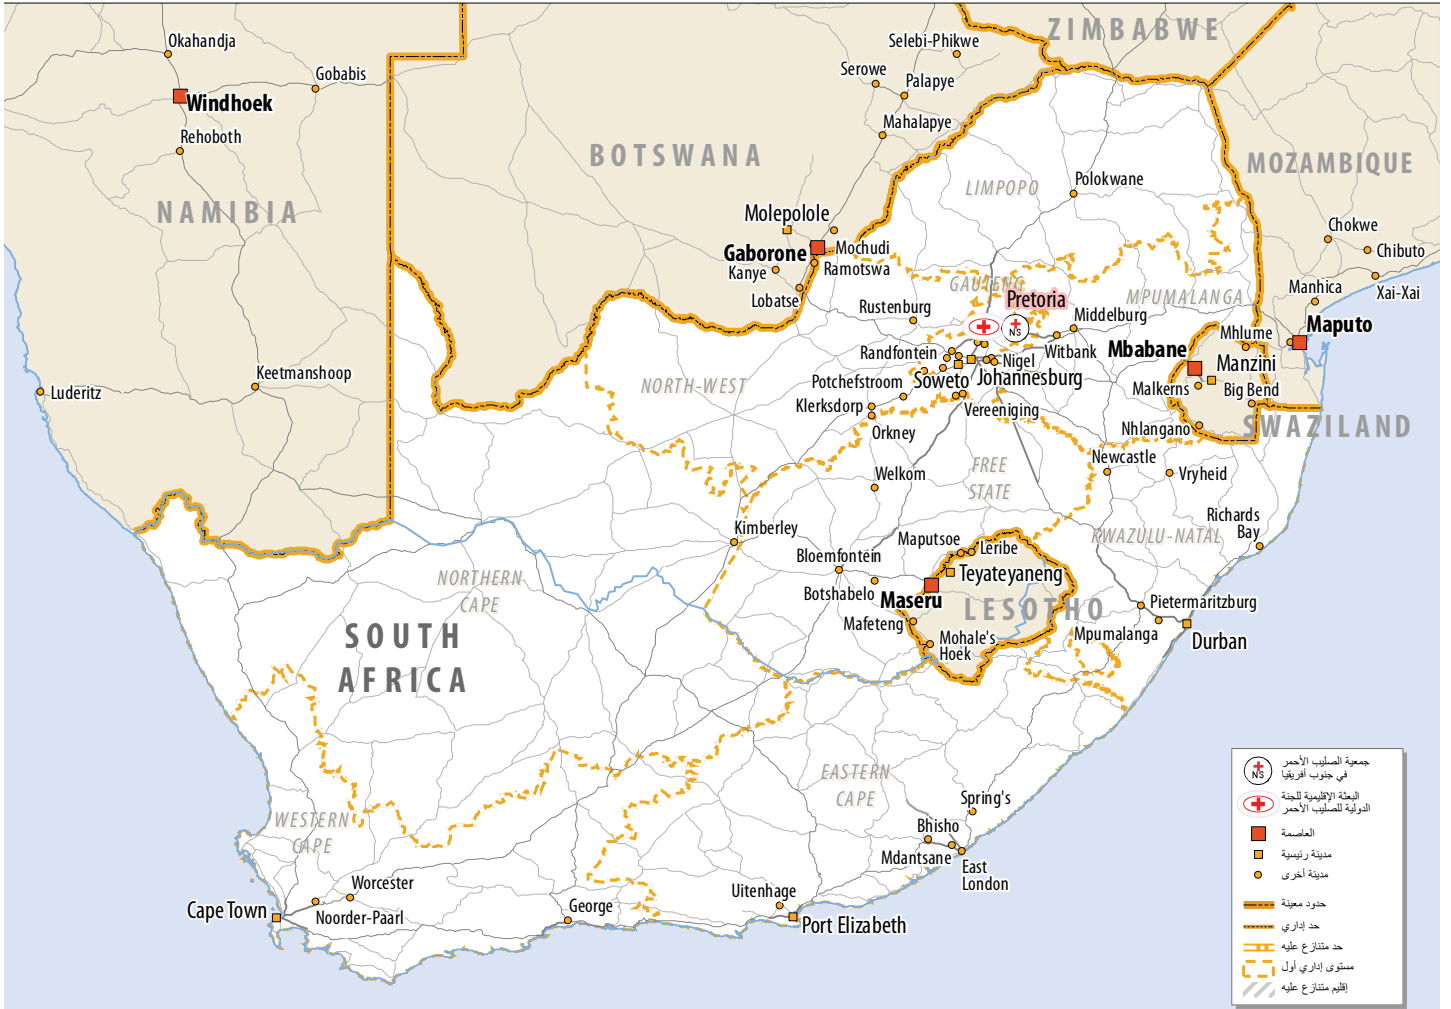 ZIMBABWE
Okahandja
Selebi-Phikwe
Gobabis
Serowe
Palapye
Windhoek
Mahalapye
Rehoboth
BOTSWANA
MOZAMBIQUE
LIMPOPO
Polokwane
NAMIBIA
Molepolole
Chokwe
Gaborone
Mochudi
Chibuto
Kanye
Ramotswa
GAUTENG
Manhica
Xai-Xai
Lobatse
Pretoria
MPUMALANGA
Rustenburg
Middelburg
Maputo
NS
Mhlume
Randfontein
Nigel
Witbank
Mbabane
Manzini
Keetmanshoop
NORTH-WEST
Potchefstroom
Soweto
Johannesburg
Malkerns
Big Bend
Luderitz
Klerksdorp
Vereeniging
Orkney
Nhlangano
SWAZILAND
Newcastle
Welkom
FREE
STATE
Vryheid
Richards
Bay
Kimberley
Maputsoe
Leribe
KWAZULU-NATAL
Bloemfontein
Teyateyaneng
NORTHERN
CAPE
Botshabelo
Maseru
LESOTHO
Pietermaritzburg
Mafeteng
Mpumalanga
SOUTH
AFRICA
Mohale's
Hoek
Durban
EASTERN
CAPE
Spring's
WESTERN
CAPE
Bhisho
Mdantsane
East
London
Worcester
Uitenhage
Cape Town
Noorder-Paarl
George
Port Elizabeth
NS
جمعية الصليب الأحمر
في جنوب أفريقيا
البعثة الإقليمية للجنة
الدولية للصليب الأحمر
العاصمة
مدينة رئيسية
مدينة أخرى
حدود معينة
حد إداري
حد متنازع عليه
مستوى إداري أول
إقليم متنازع عليه